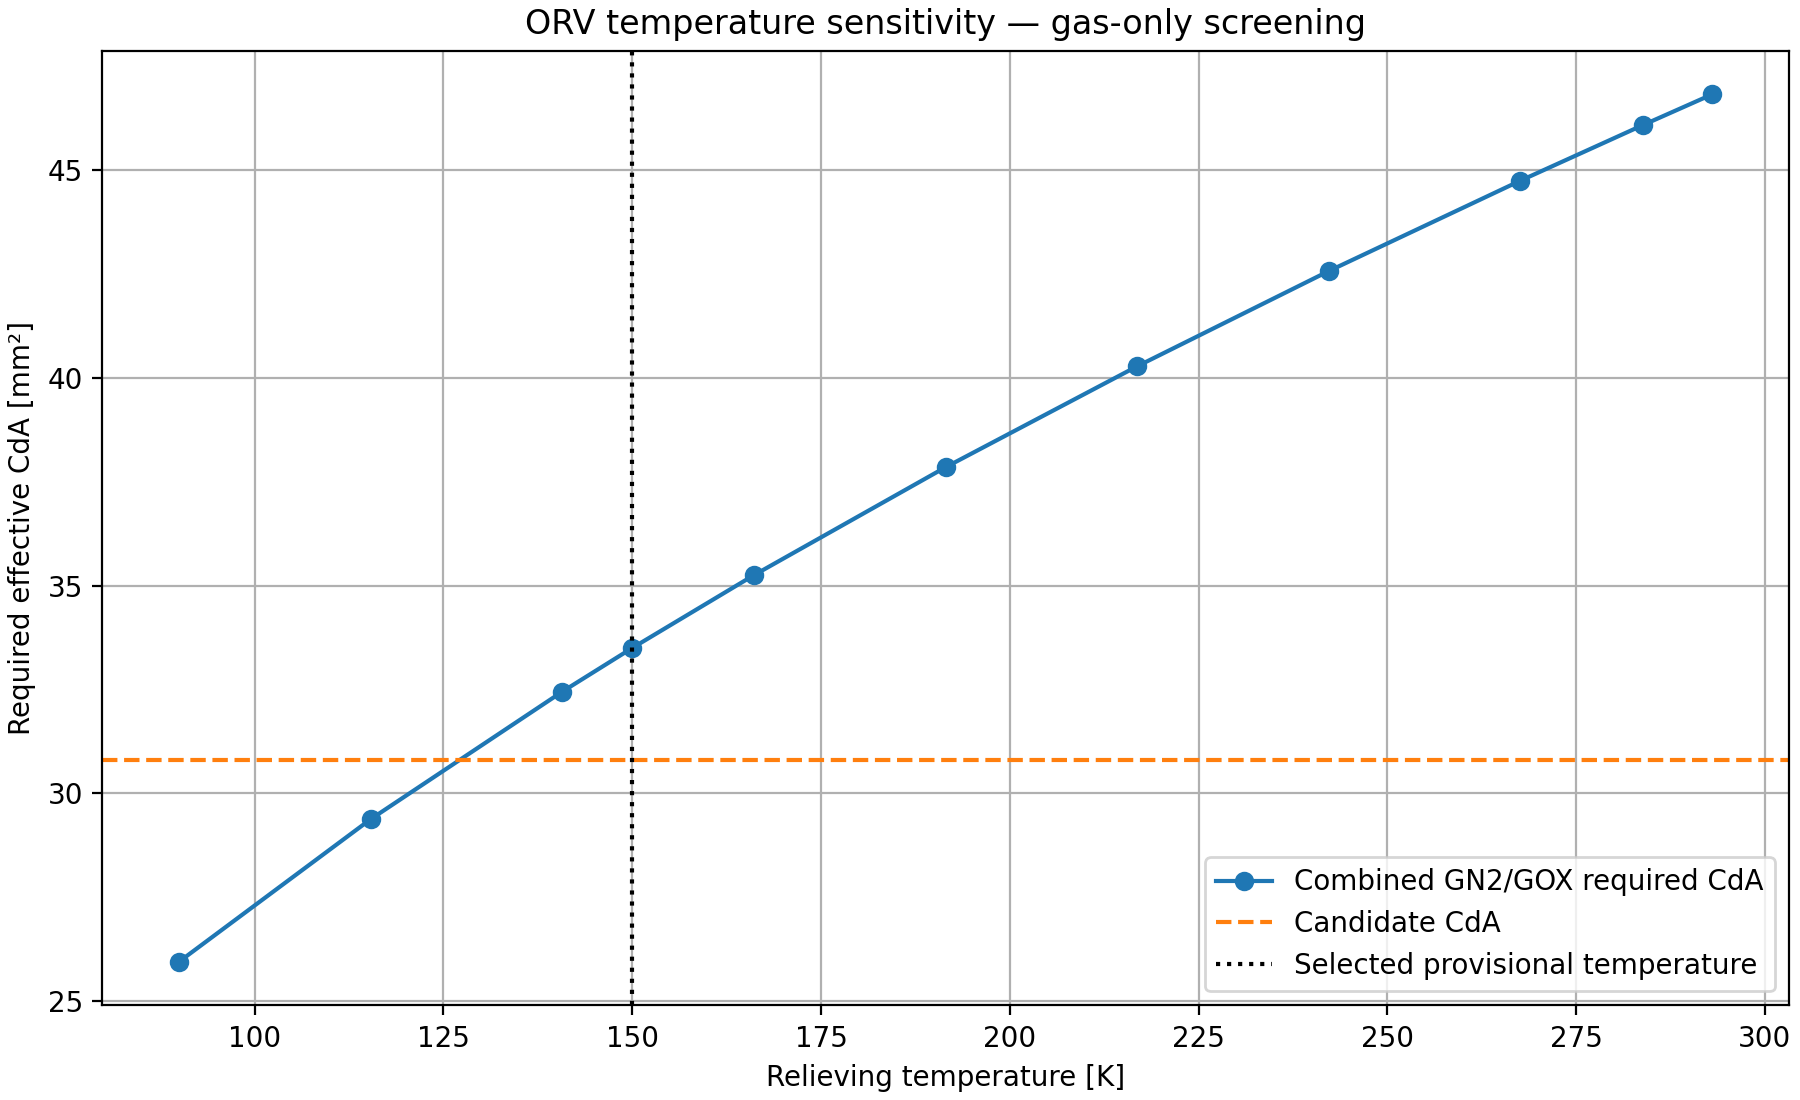 ORV temperature sensitivity — gas-only screening
Required effective CdA [mm²]
45
40
35
30
25
Combined GN2/GOX required CdA
Candidate CdA
Selected provisional temperature
100 125 150 175 200 225 250 275 300
Relieving temperature [K]